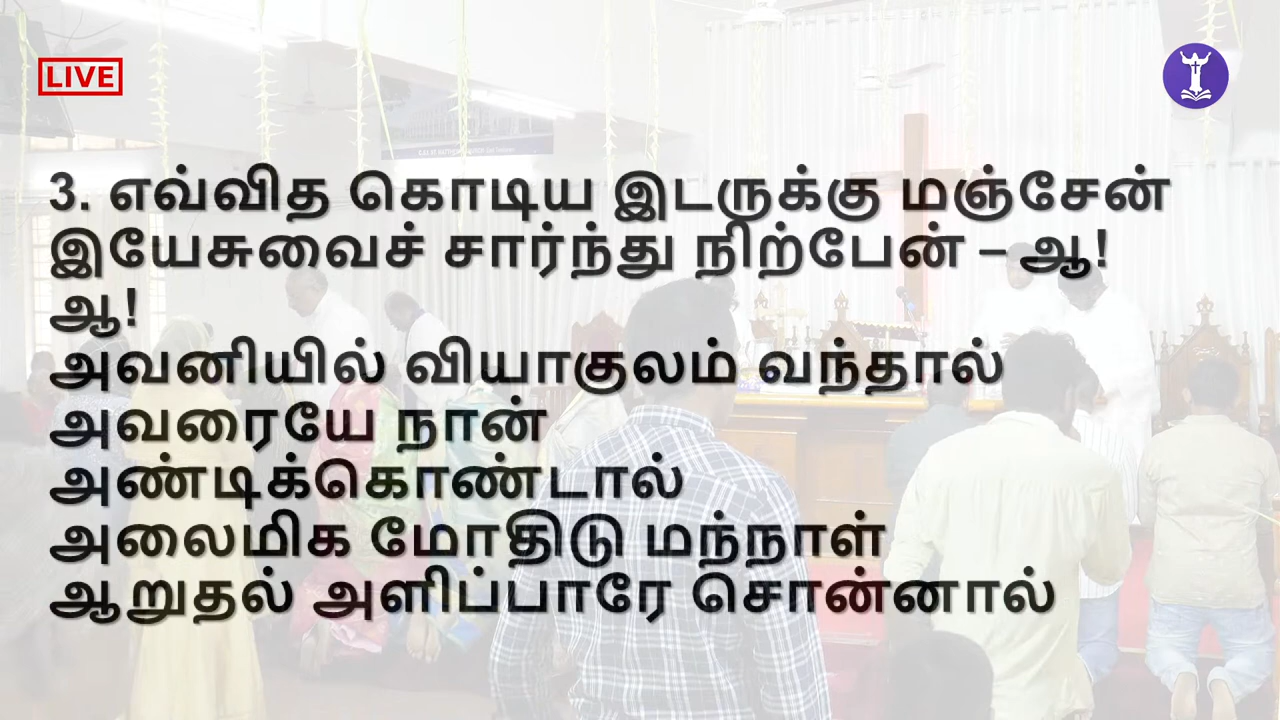 LIVE
3. எவ்வித கொடிய இடருக்கு மஞ்சேன்
இயேசுவைச் சார்ந்து நிற்பேன் – ஆ!
ஆ!
அவனியில் வியாகுலம் வந்தால்
அவரையே நான்
அண்டிக்கொண்டால்
அலைமிக மோதிடு மந்நாள்
ஆறுதல் அளிப்பாரே சொன்னால்